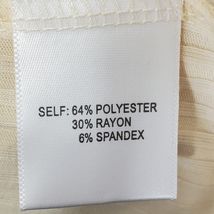 SELF: 64% POLYESTER
30% RAYON
6% SPANDEX